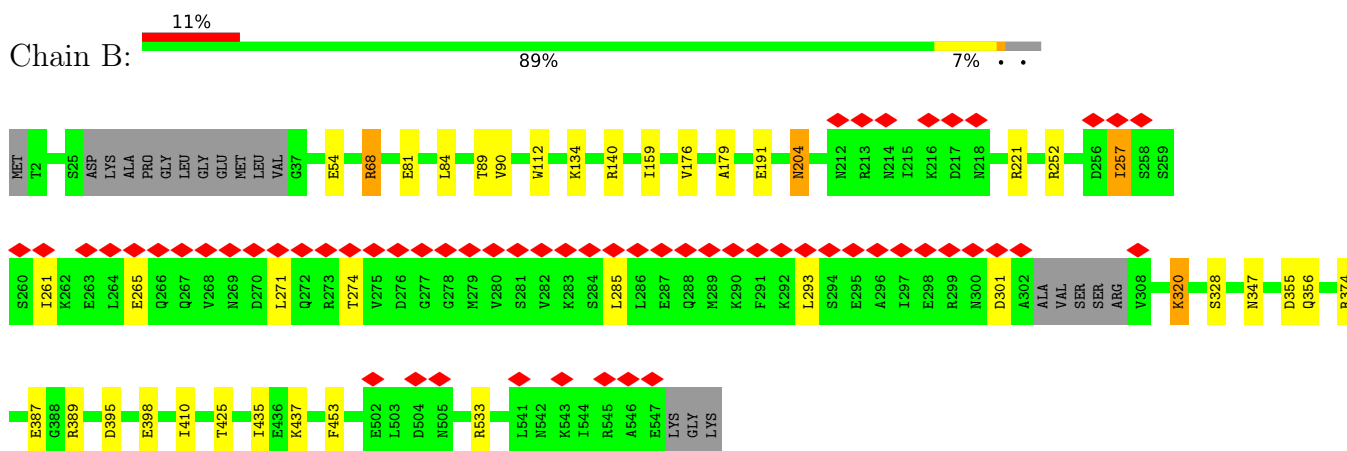 11%
Chain B:
89% 7% • •
MET T2 S25 ASP LYS ALA PRO GLY LEU GLY GLU MET LEU VAL G37 E54 R68 E81 L84 T89 V90 W112 K134 R140 I159 V176 A179 E191 N204 N212 R213 N214 I215 K216 D217 N218 R221 R252 D256 I257 S258 S259
S260 I261 K262 E263 L264 E265 Q266 Q267 V268 N269 D270 L271 Q272 R273 T274 V275 D276 G277 G278 M279 V280 S281 V282 K283 S284 L285 L286 E287 Q288 M289 K290 F291 K292 L293 S294 E295 A296 I297 E298 R299 N300 D301 A302 ALA VAL SER SER ARG V308 K320 S328 N347 D355 Q356 R374
E387 G388 R389 D395 E398 I410 T425 I435 E436 K437 F453 E502 L503 D504 N505 R533 L541 N542 K543 I544 R545 A546 E547 LYS GLY LYS